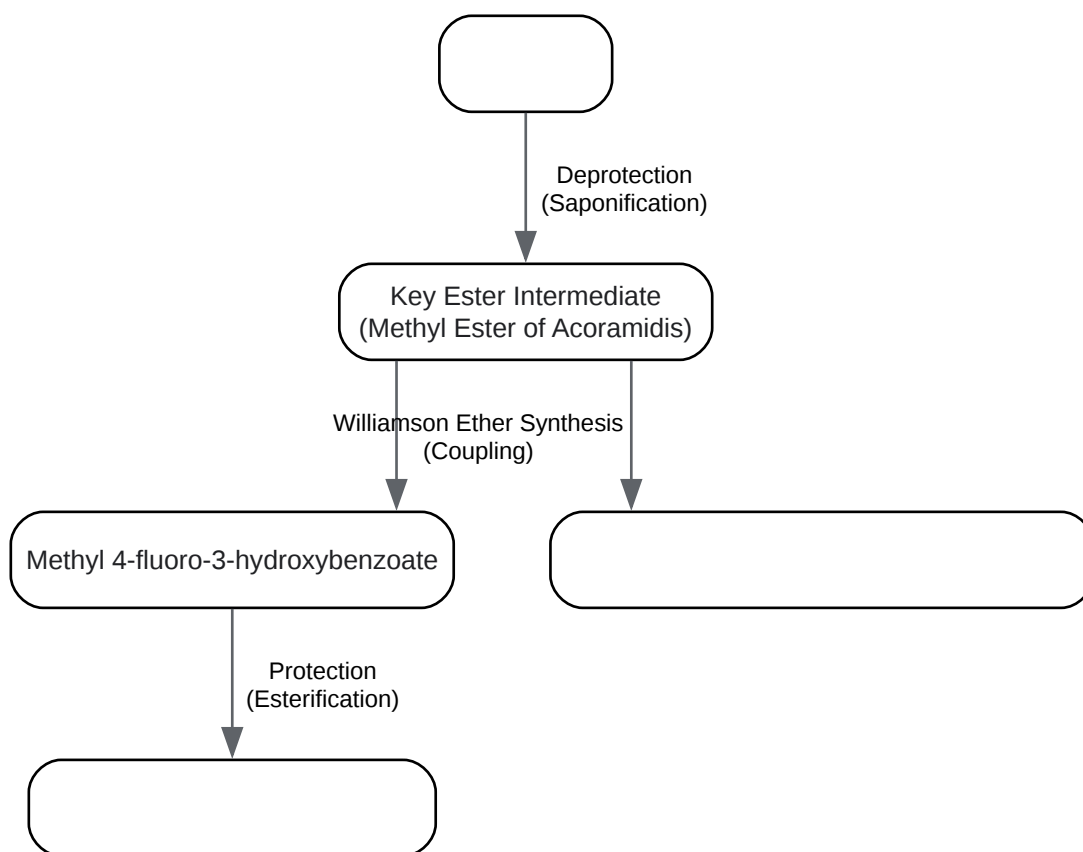 Deprotection
(Saponification)
Key Ester Intermediate
(Methyl Ester of Acoramidis)
Williamson Ether Synthesis
(Coupling)
Methyl 4-fluoro-3-hydroxybenzoate
Protection
(Esterification)